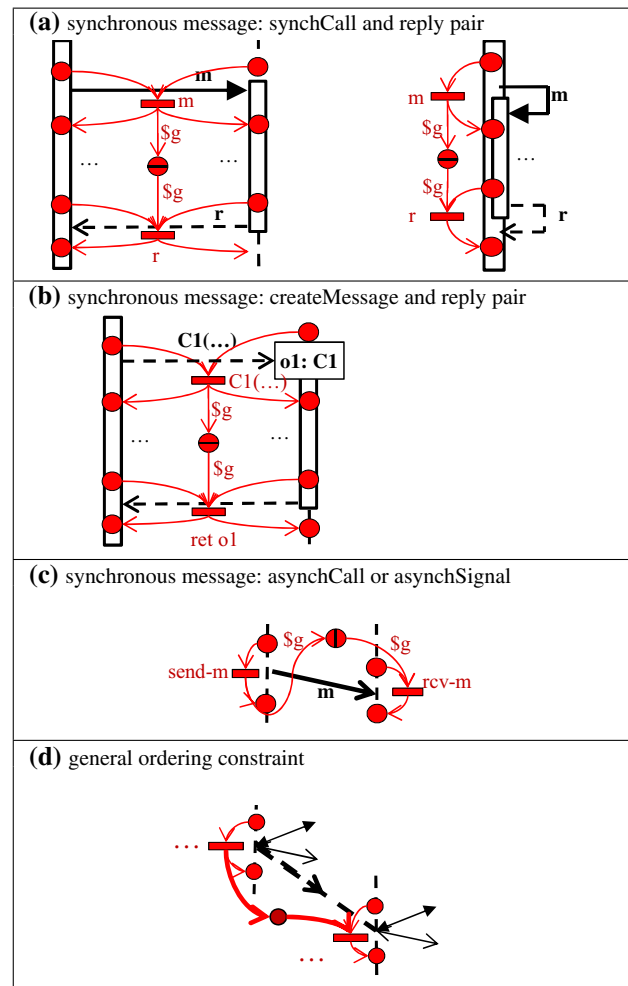 (a) synchronous message: synchCall and reply pair
m
m
$g
...
...
$g
r
r
m
m
$g
...
$g
r
r
(b) synchronous message: createMessage and reply pair
C1(...)
o1: C1
C1(...)
$g
...
...
$g
ret o1
(c) synchronous message: asynchCall or asynchSignal
$g
$g
send-m
m
rcv-m
(d) general ordering constraint
...
...